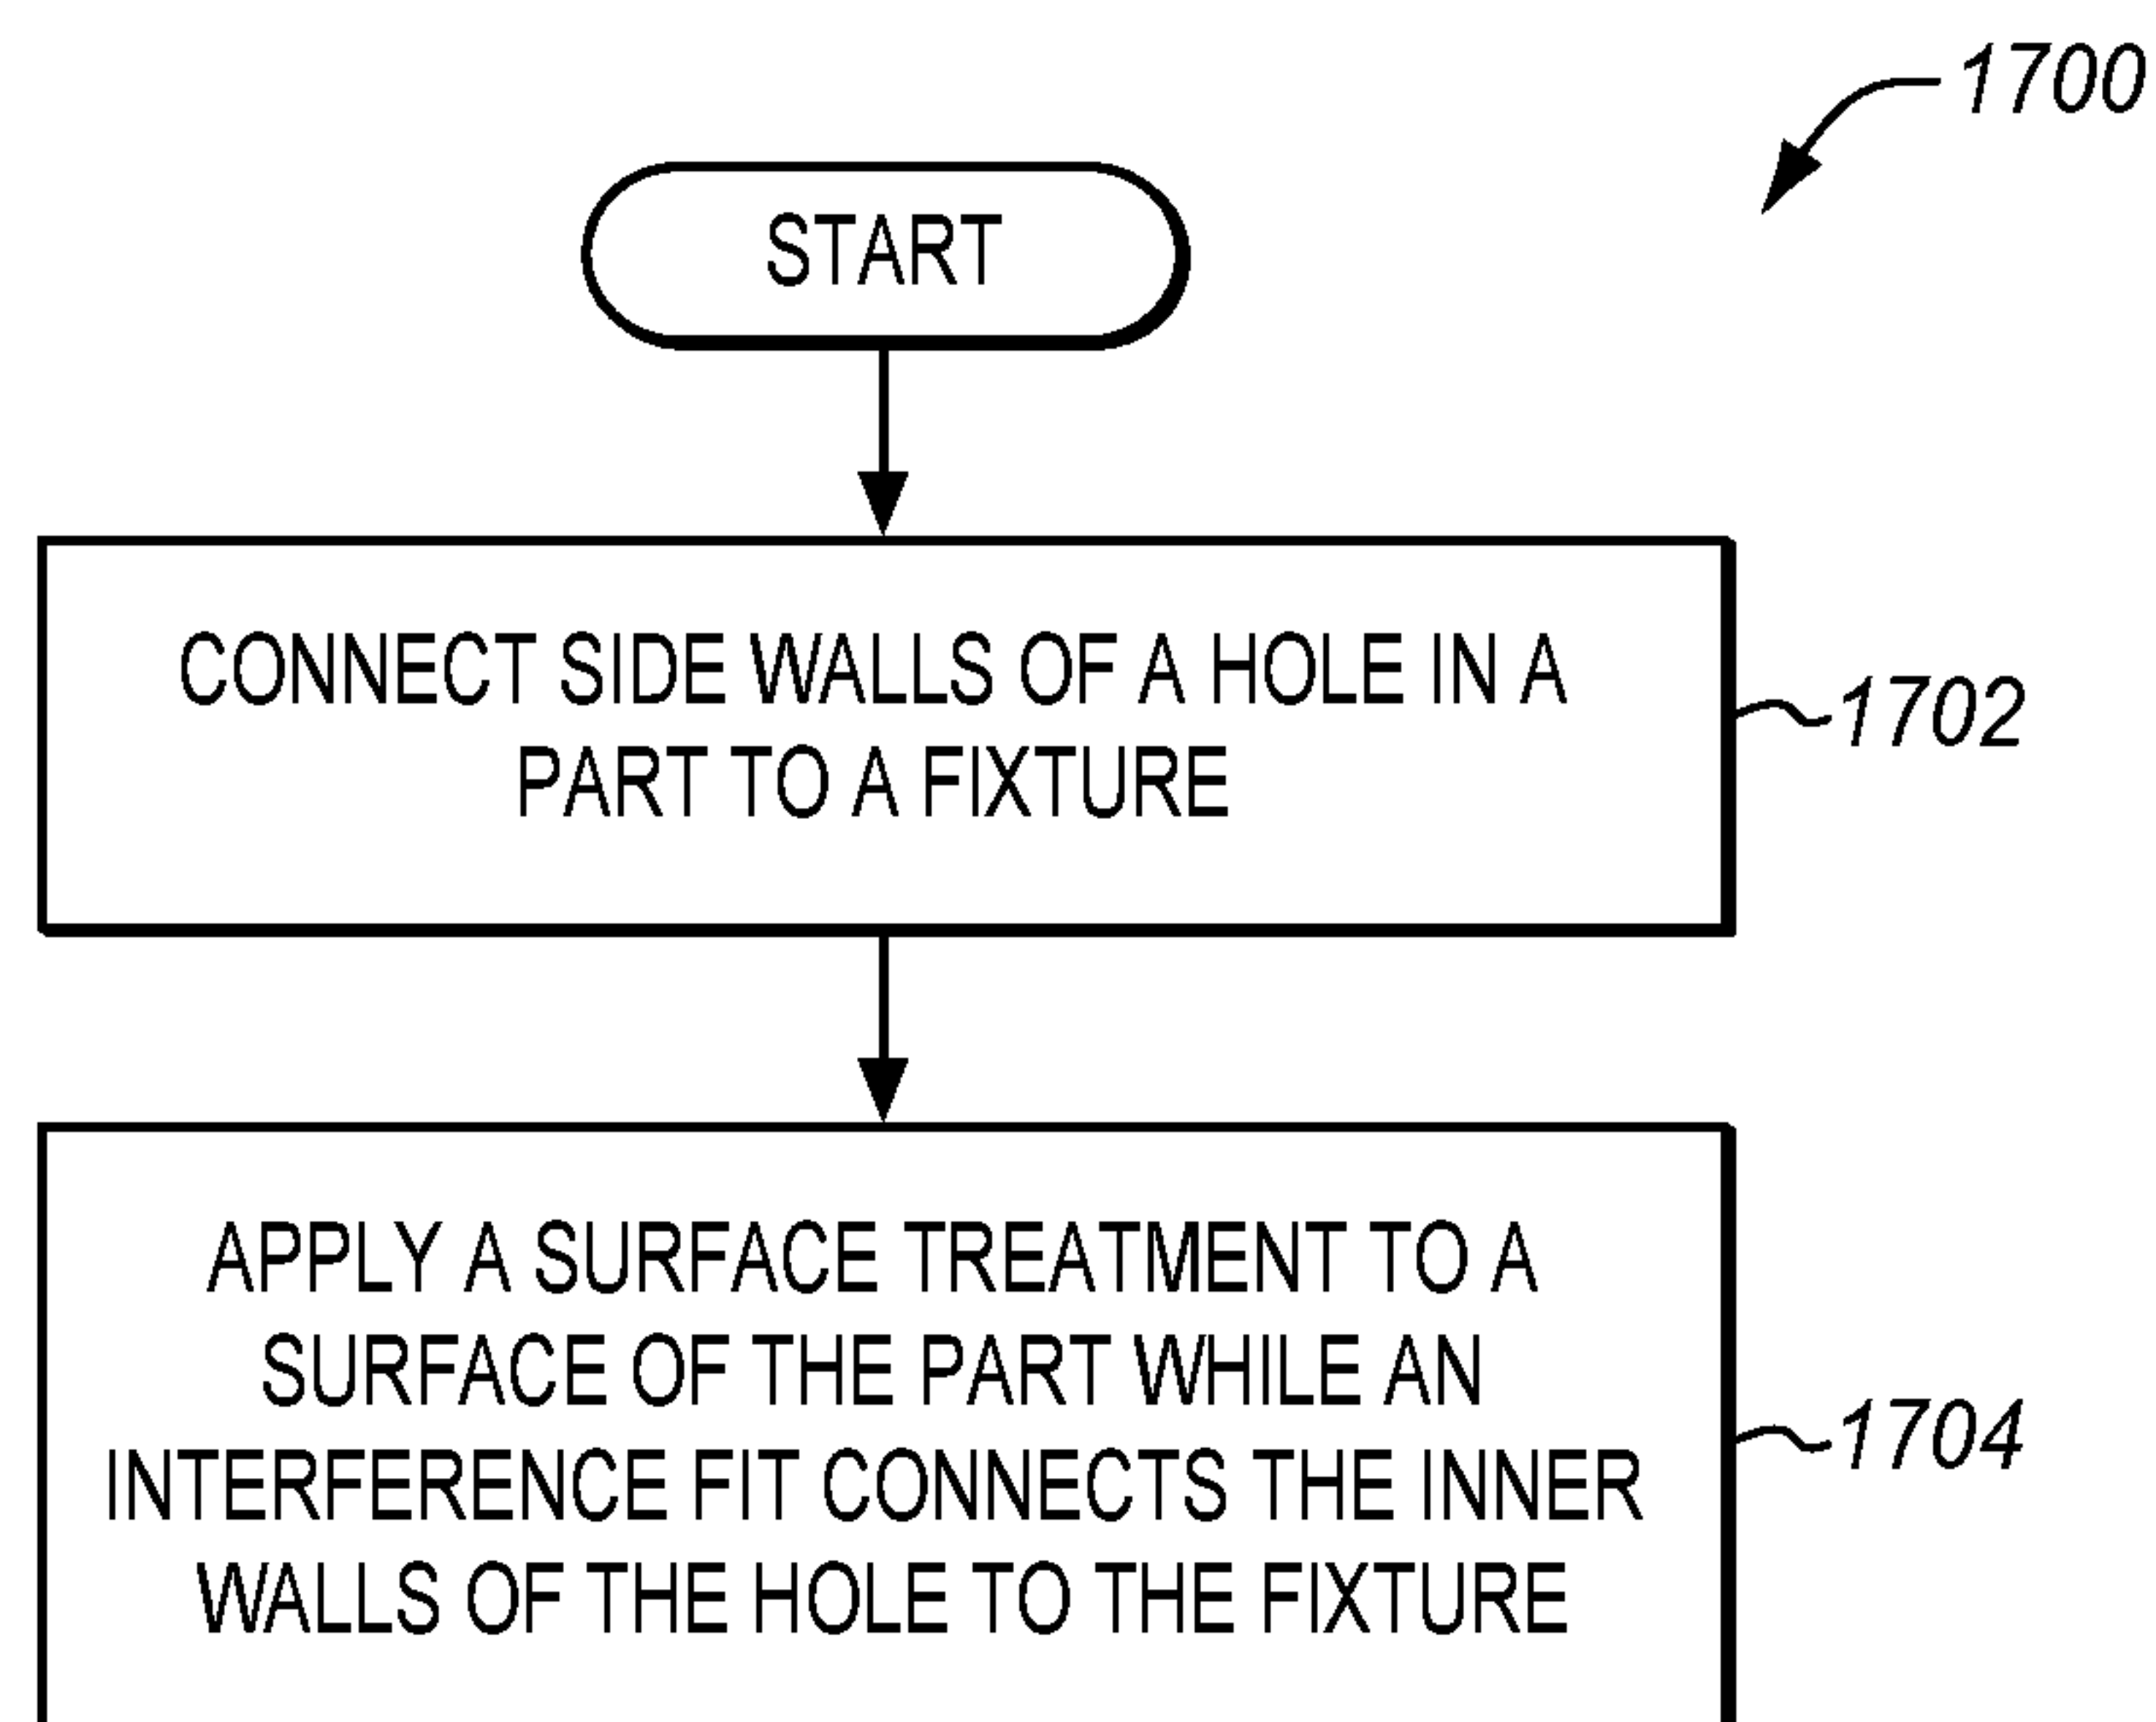 1700
START
CONNECT SIDE WALLS OF A HOLE IN A
PART TO A FIXTURE
1702
APPLY A SURFACE TREATMENT TO A
SURFACE OF THE PART WHILE AN
INTERFERENCE FIT CONNECTS THE INNER
WALLS OF THE HOLE TO THE FIXTURE
1704